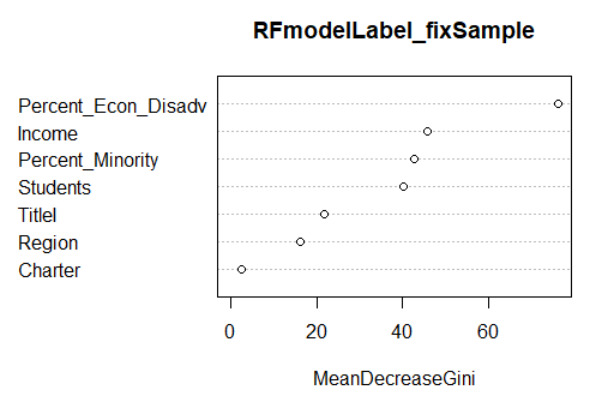 RFmodelLabel_fixSample
Percent_Econ_Disadv
Income
Percent_Minority
Students
TitleI
Region
Charter
0 20 40 60
MeanDecreaseGini